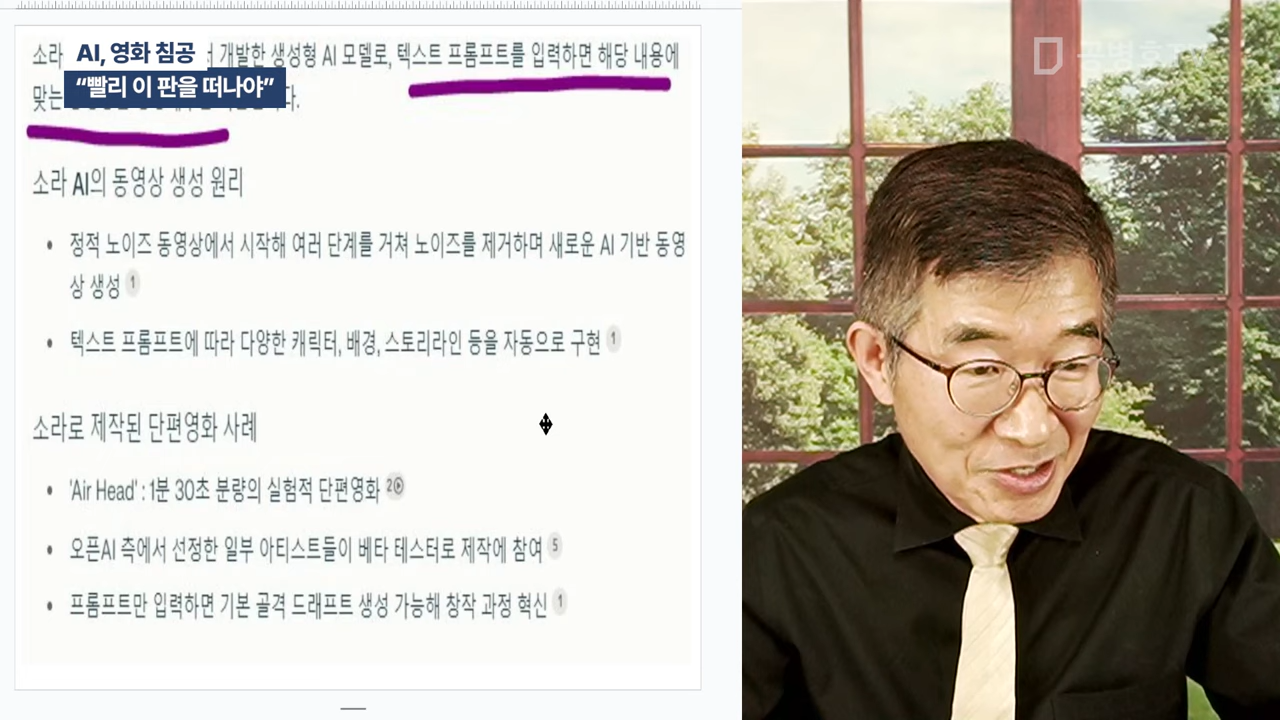 AI, 영화 침공
“빨리 이 판을 떠나야”
소라 개발한 생성형 AI 모델로, 텍스트 프롬프트를 입력하면 해당 내용에
맞는 다.
소라 AI의 동영상 생성 원리
• 정적 노이즈 동영상에서 시작해 여러 단계를 거쳐 노이즈를 제거하며 새로운 AI 기반 동영
상 생성 1
• 텍스트 프롬프트에 따라 다양한 캐릭터, 배경, 스토리라인 등을 자동으로 구현 1
소라로 제작된 단편영화 사례
• 'Air Head' : 1분 30초 분량의 실험적 단편영화 2
• 오픈AI 측에서 선정한 일부 아티스트들이 베타 테스터로 제작에 참여 5
• 프롬프트만 입력하면 기본 골격 드래프트 생성 가능해 창작 과정 혁신 1